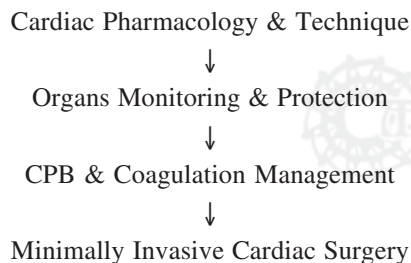 Cardiac Pharmacology & Technique
↓
Organs Monitoring & Protection
↓
CPB & Coagulation Management
↓
Minimally Invasive Cardiac Surgery